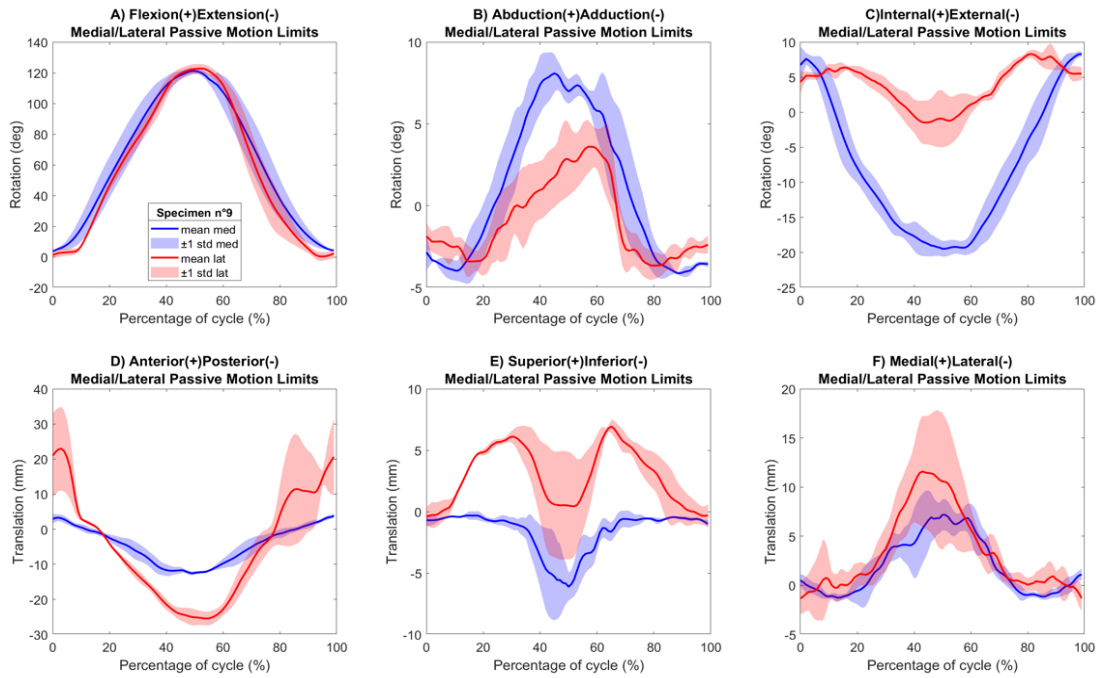 A) Flexion(+)Extension(-)
Medial/Lateral Passive Motion Limits
140
120
100
80
60
40
20
0
-20
Rotation (deg)
0 20 40 60 80 100
Percentage of cycle (%)
Specimen n°9
mean med
±1 std med
mean lat
±1 std lat
B) Abduction(+)Adduction(-)
Medial/Lateral Passive Motion Limits
10
5
0
-5
Rotation (deg)
0 20 40 60 80 100
Percentage of cycle (%)
C)Internal(+)External(-)
Medial/Lateral Passive Motion Limits
10
5
0
-5
-10
-15
-20
-25
Rotation (deg)
0 20 40 60 80 100
Percentage of cycle (%)
D) Anterior(+)Posterior(-)
Medial/Lateral Passive Motion Limits
40
30
20
10
0
-10
-20
-30
Translation (mm)
0 20 40 60 80 100
Percentage of cycle (%)
E) Superior(+)Inferior(-)
Medial/Lateral Passive Motion Limits
10
5
0
-5
-10
Translation (mm)
0 20 40 60 80 100
Percentage of cycle (%)
F) Medial(+)Lateral(-)
Medial/Lateral Passive Motion Limits
20
15
10
5
0
-5
Translation (mm)
0 20 40 60 80 100
Percentage of cycle (%)